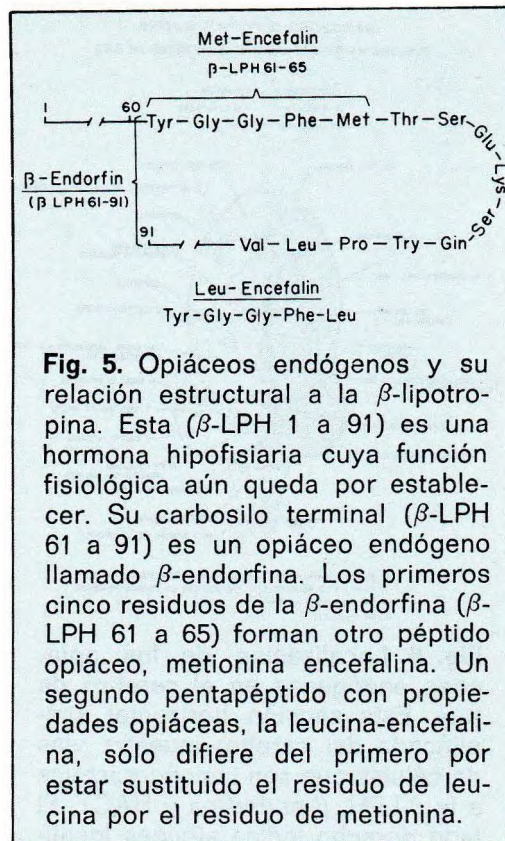 Met-Encefalin
β-LPH 61-65
1 60
Tyr-Gly-Gly-Phe-Met-Thr-Ser-Glu-Lys-Ser-
β-Endorfin
(β LPH 61-91)
91
Val-Leu-Pro-Try-Gin
Leu-Encefalin
Tyr-Gly-Gly-Phe-Leu
Fig. 5. Opiáceos endógenos y su
relación estructural a la β-lipotro-
pina. Esta (β-LPH 1 a 91) es una
hormona hipofisiaria cuya función
fisiológica aún queda por estable-
cer. Su carbosilo terminal (β-LPH
61 a 91) es un opiáceo endógeno
llamado β-endorfina. Los primeros
cinco residuos de la β-endorfina (β-
LPH 61 a 65) forman otro péptido
opiáceo, metionina encefalina. Un
segundo pentapéptido con propie-
dades opiáceas, la leucina-encefali-
na, sólo difiere del primero por
estar sustituido el residuo de leu-
cina por el residuo de metionina.